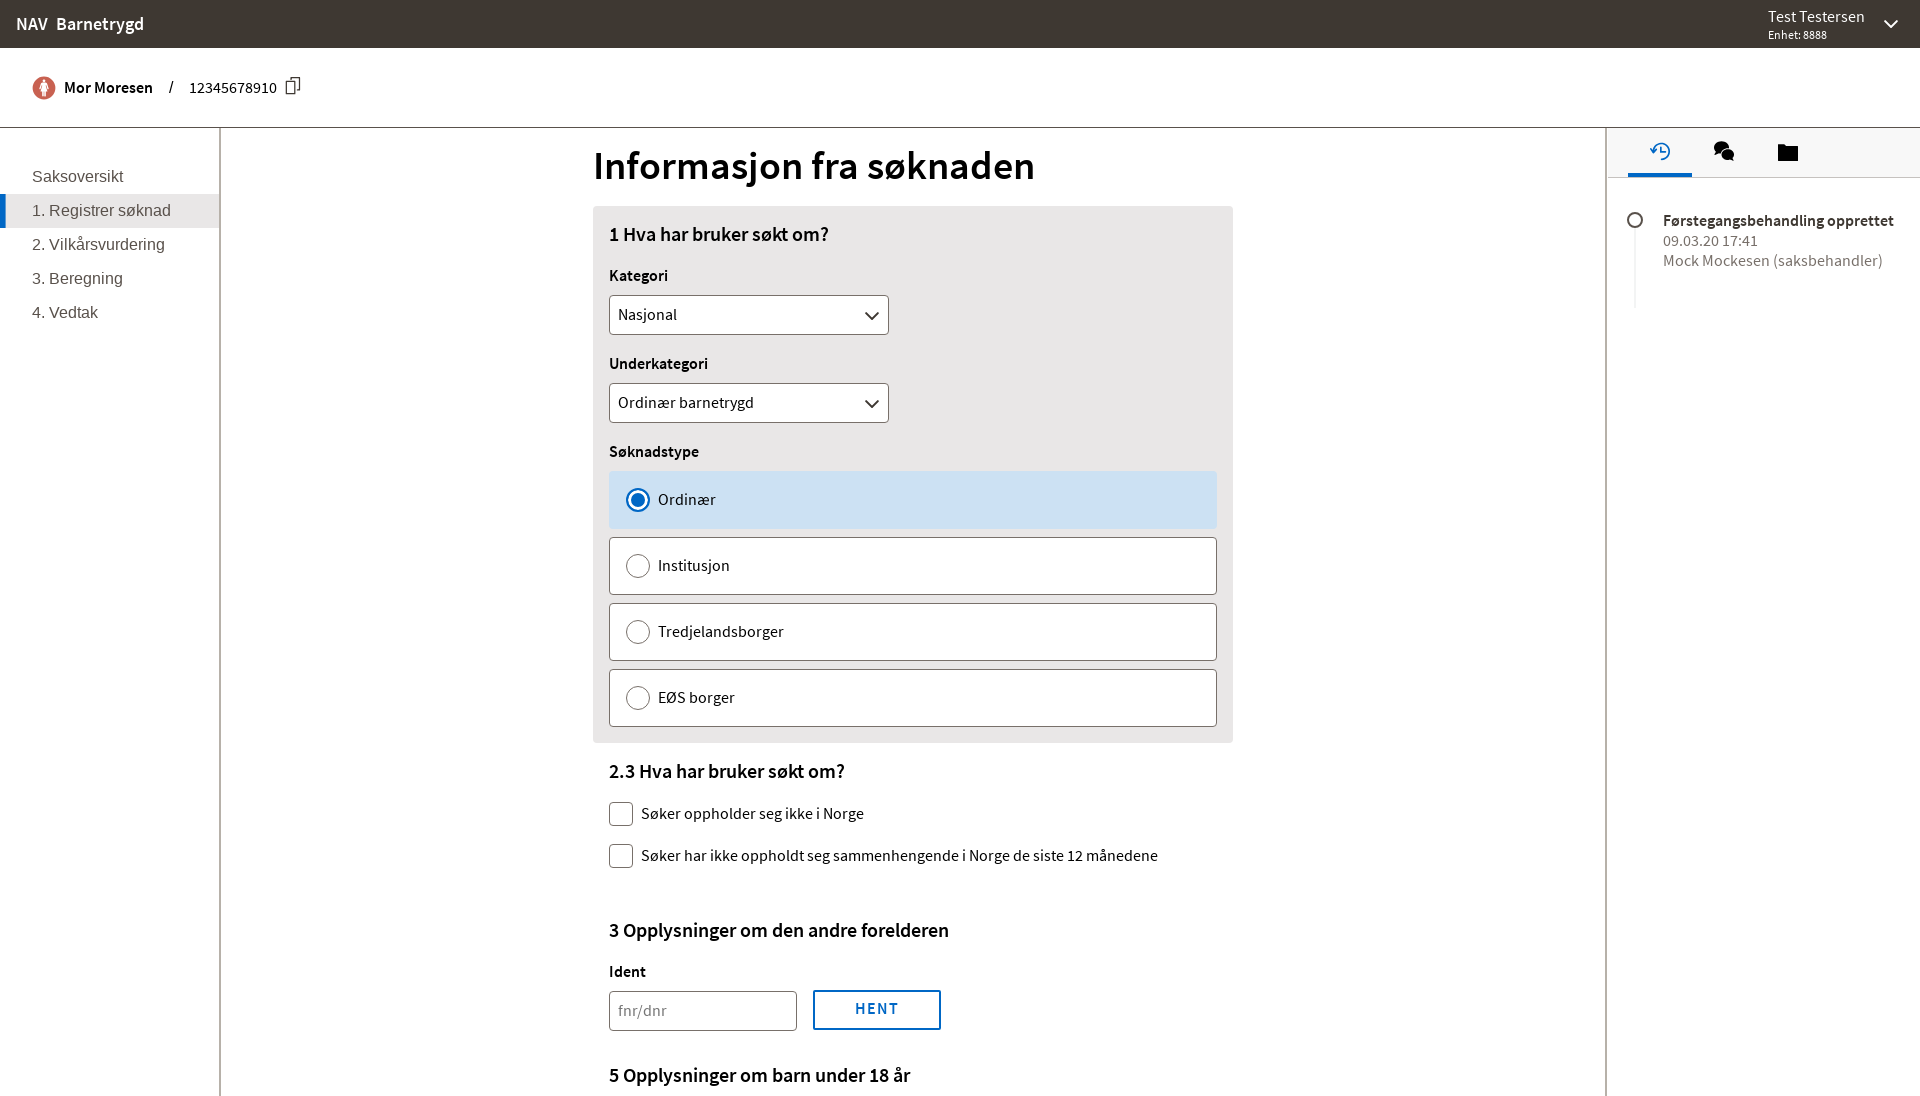 NAV Barnetrygd
Test Testersen
Enhet: 8888
Mor Moresen / 12345678910
Saksoversikt
1. Registrer søknad
2. Vilkårsvurdering
3. Beregning
4. Vedtak
Informasjon fra søknaden
1 Hva har bruker søkt om?
Kategori
Nasjonal
Underkategori
Ordinær barnetrygd
Søknadstype
Ordinær
Institusjon
Tredjelandsborger
EØS borger
2.3 Hva har bruker søkt om?
Søker oppholder seg ikke i Norge
Søker har ikke oppholdt seg sammenhengende i Norge de siste 12 månedene
3 Opplysninger om den andre forelderen
Ident
fnr/dnr HENT
5 Opplysninger om barn under 18 år
Førstegangsbehandling opprettet
09.03.20 17:41
Mock Mockesen (saksbehandler)